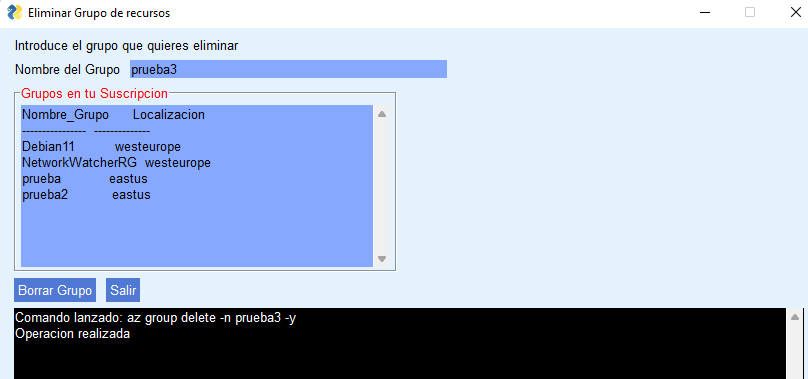 Eliminar Grupo de recursos
Introduce el grupo que quieres eliminar
Nombre del Grupo prueba3
Grupos en tu Suscripcion
Nombre_Grupo Localizacion
---------------- --------------
Debian11 westeurope
NetworkWatcherRG westeurope
prueba eastus
prueba2 eastus
Borrar Grupo Salir
Comando lanzado: az group delete -n prueba3 -y
Operacion realizada